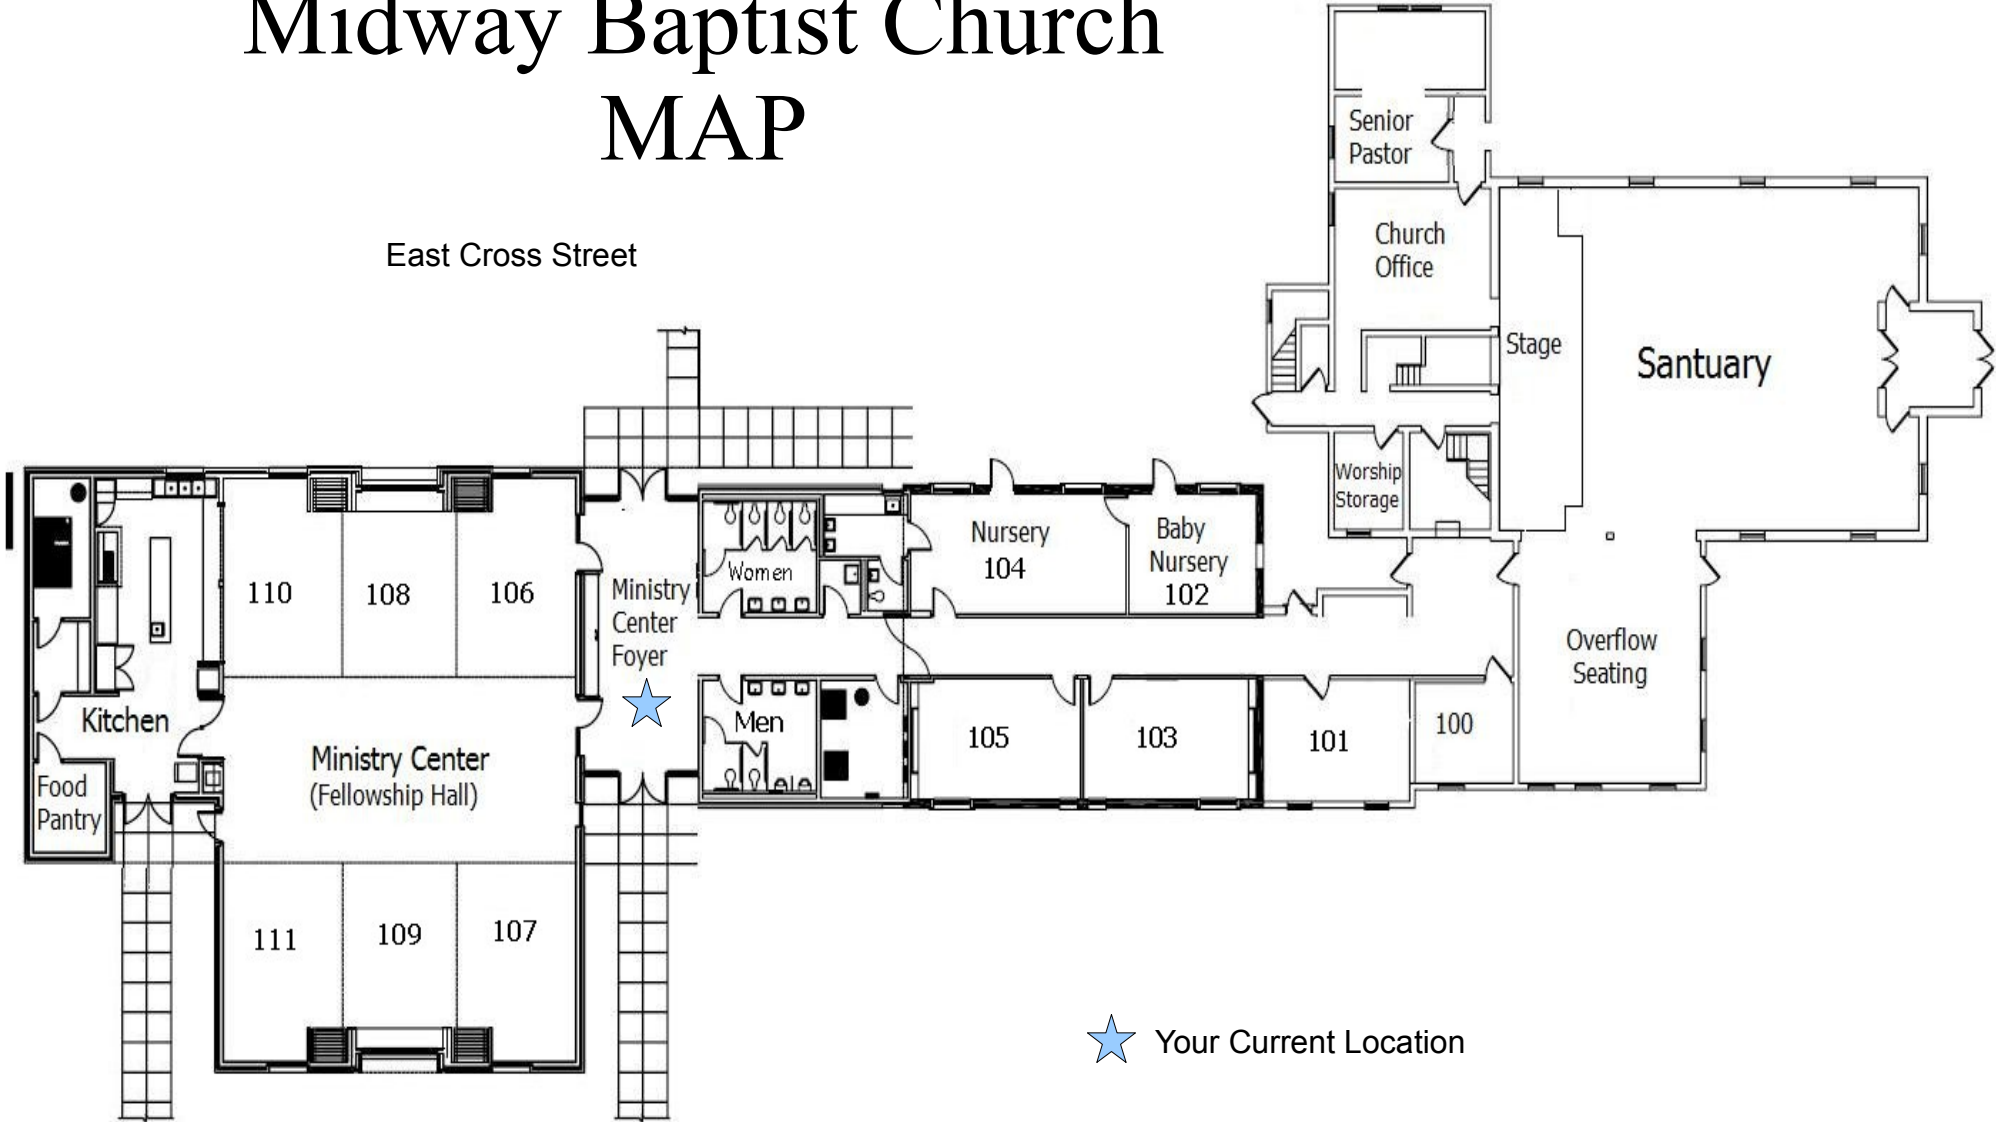 Midway Baptist Church
MAP
East Cross Street
Senior
Pastor
Church
Office
Stage
Santuary
Worship
Storage
Nursery
104
Baby
Nursery
102
Women
Ministry
Center
Foyer
110
108
106
Kitchen
Ministry Center
(Fellowship Hall)
Food
Pantry
Men
105
103
101
100
Overflow
Seating
111
109
107
Your Current Location